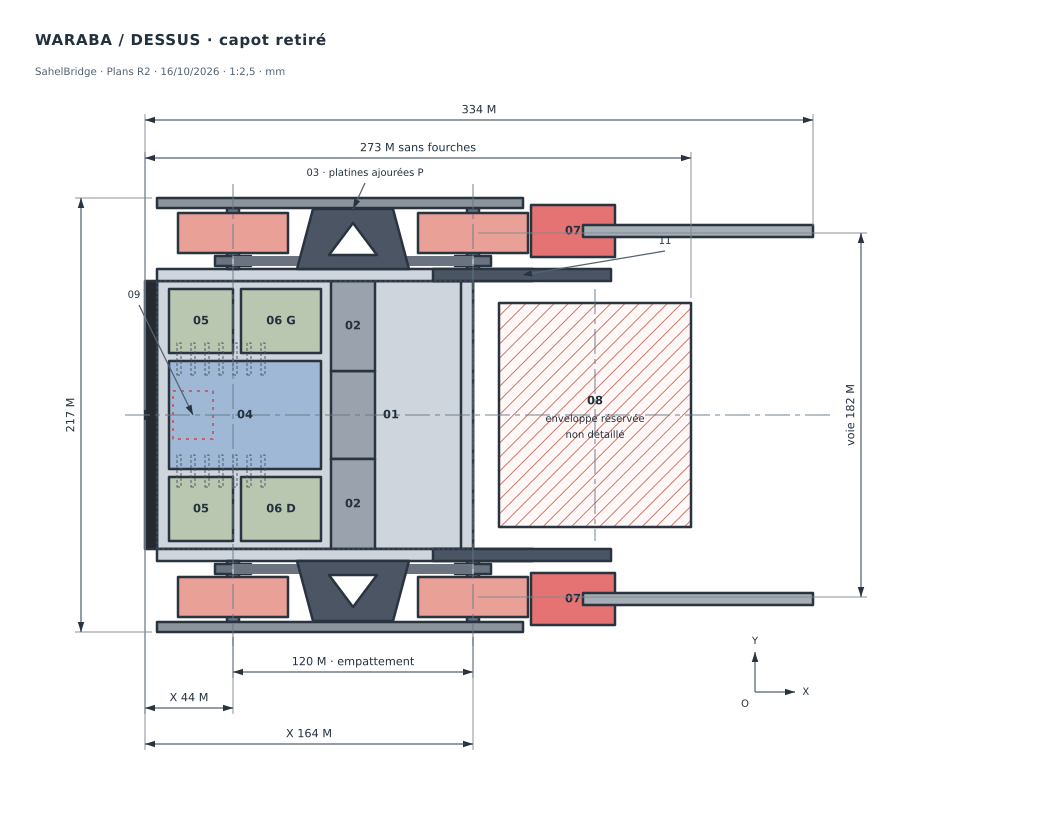 WARABA / DESSUS · capot retiré
SahelBridge · Plans R2 · 16/10/2026 · 1:2,5 · mm
334 M
273 M sans fourches
03 · platines ajourées P
07
11
09
05
06 G
02
217 M
04
01
08
enveloppe réservée
non détaillé
voie 182 M
05
06 D
02
07
120 M · empattement
X 44 M
X 164 M
Y
X
O